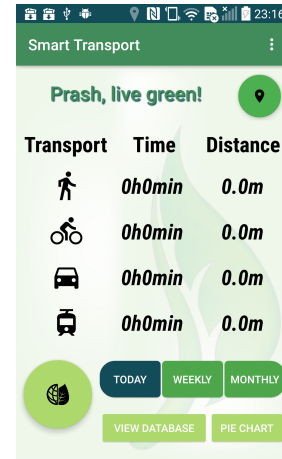 23:16
Smart Transport
Prash, live green!
Transport Time Distance
0h0min 0.0m
0h0min 0.0m
0h0min 0.0m
0h0min 0.0m
TODAY WEEKLY MONTHLY
VIEW DATABASE PIE CHART